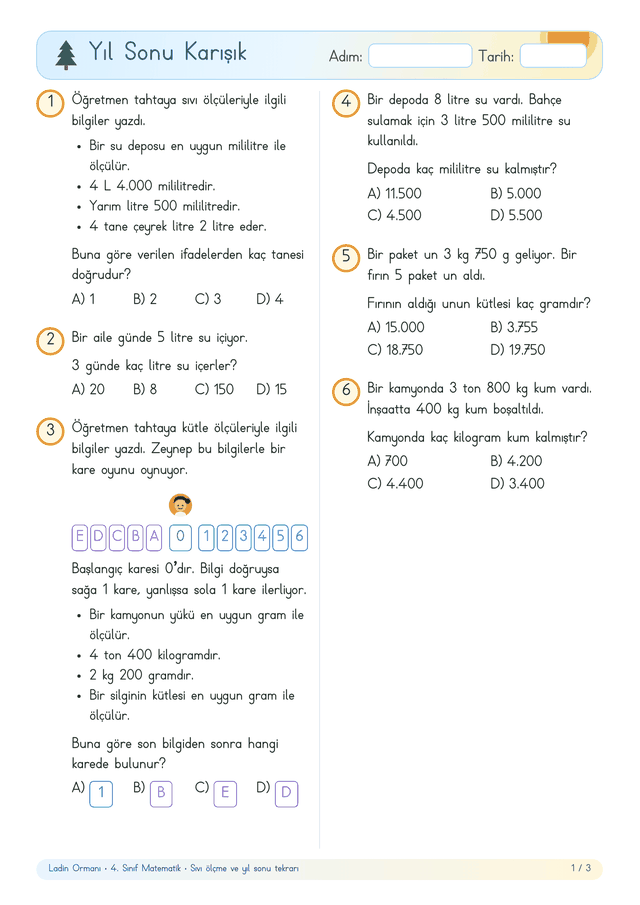 Yıl Sonu Karışık
Adım:
Tarih:
1
Öğretmen tahtaya sıvı ölçüleriyle ilgili
bilgiler yazdı.
• Bir su deposu en uygun mililitre ile
ölçülür.
• 4 L 4.000 mililitredir.
• Yarım litre 500 mililitredir.
• 4 tane çeyrek litre 2 litre eder.
Buna göre verilen ifadelerden kaç tanesi
doğrudur?
A) 1 B) 2 C) 3 D) 4
2
Bir aile günde 5 litre su içiyor.
3 günde kaç litre su içerler?
A) 20 B) 8 C) 150 D) 15
3
Öğretmen tahtaya kütle ölçüleriyle ilgili
bilgiler yazdı. Zeynep bu bilgilerle bir
kare oyunu oynuyor.
E D C B A 0 1 2 3 4 5 6
Başlangıç karesi 0’dır. Bilgi doğruysa
sağa 1 kare, yanlışsa sola 1 kare ilerliyor.
• Bir kamyonun yükü en uygun gram ile
ölçülür.
• 4 ton 400 kilogramdır.
• 2 kg 200 gramdır.
• Bir silginin kütlesi en uygun gram ile
ölçülür.
Buna göre son bilgiden sonra hangi
karede bulunur?
A) 1 B) B C) E D) D
4
Bir depoda 8 litre su vardı. Bahçe
sulamak için 3 litre 500 mililitre su
kullanıldı.
Depoda kaç mililitre su kalmıştır?
A) 11.500 B) 5.000
C) 4.500 D) 5.500
5
Bir paket un 3 kg 750 g geliyor. Bir
fırın 5 paket un aldı.
Fırının aldığı unun kütlesi kaç gramdır?
A) 15.000 B) 3.755
C) 18.750 D) 19.750
6
Bir kamyonda 3 ton 800 kg kum vardı.
İnşaatta 400 kg kum boşaltıldı.
Kamyonda kaç kilogram kum kalmıştır?
A) 700 B) 4.200
C) 4.400 D) 3.400
Ladin Ormanı • 4. Sınıf Matematik • Sıvı ölçme ve yıl sonu tekrarı
1 / 3